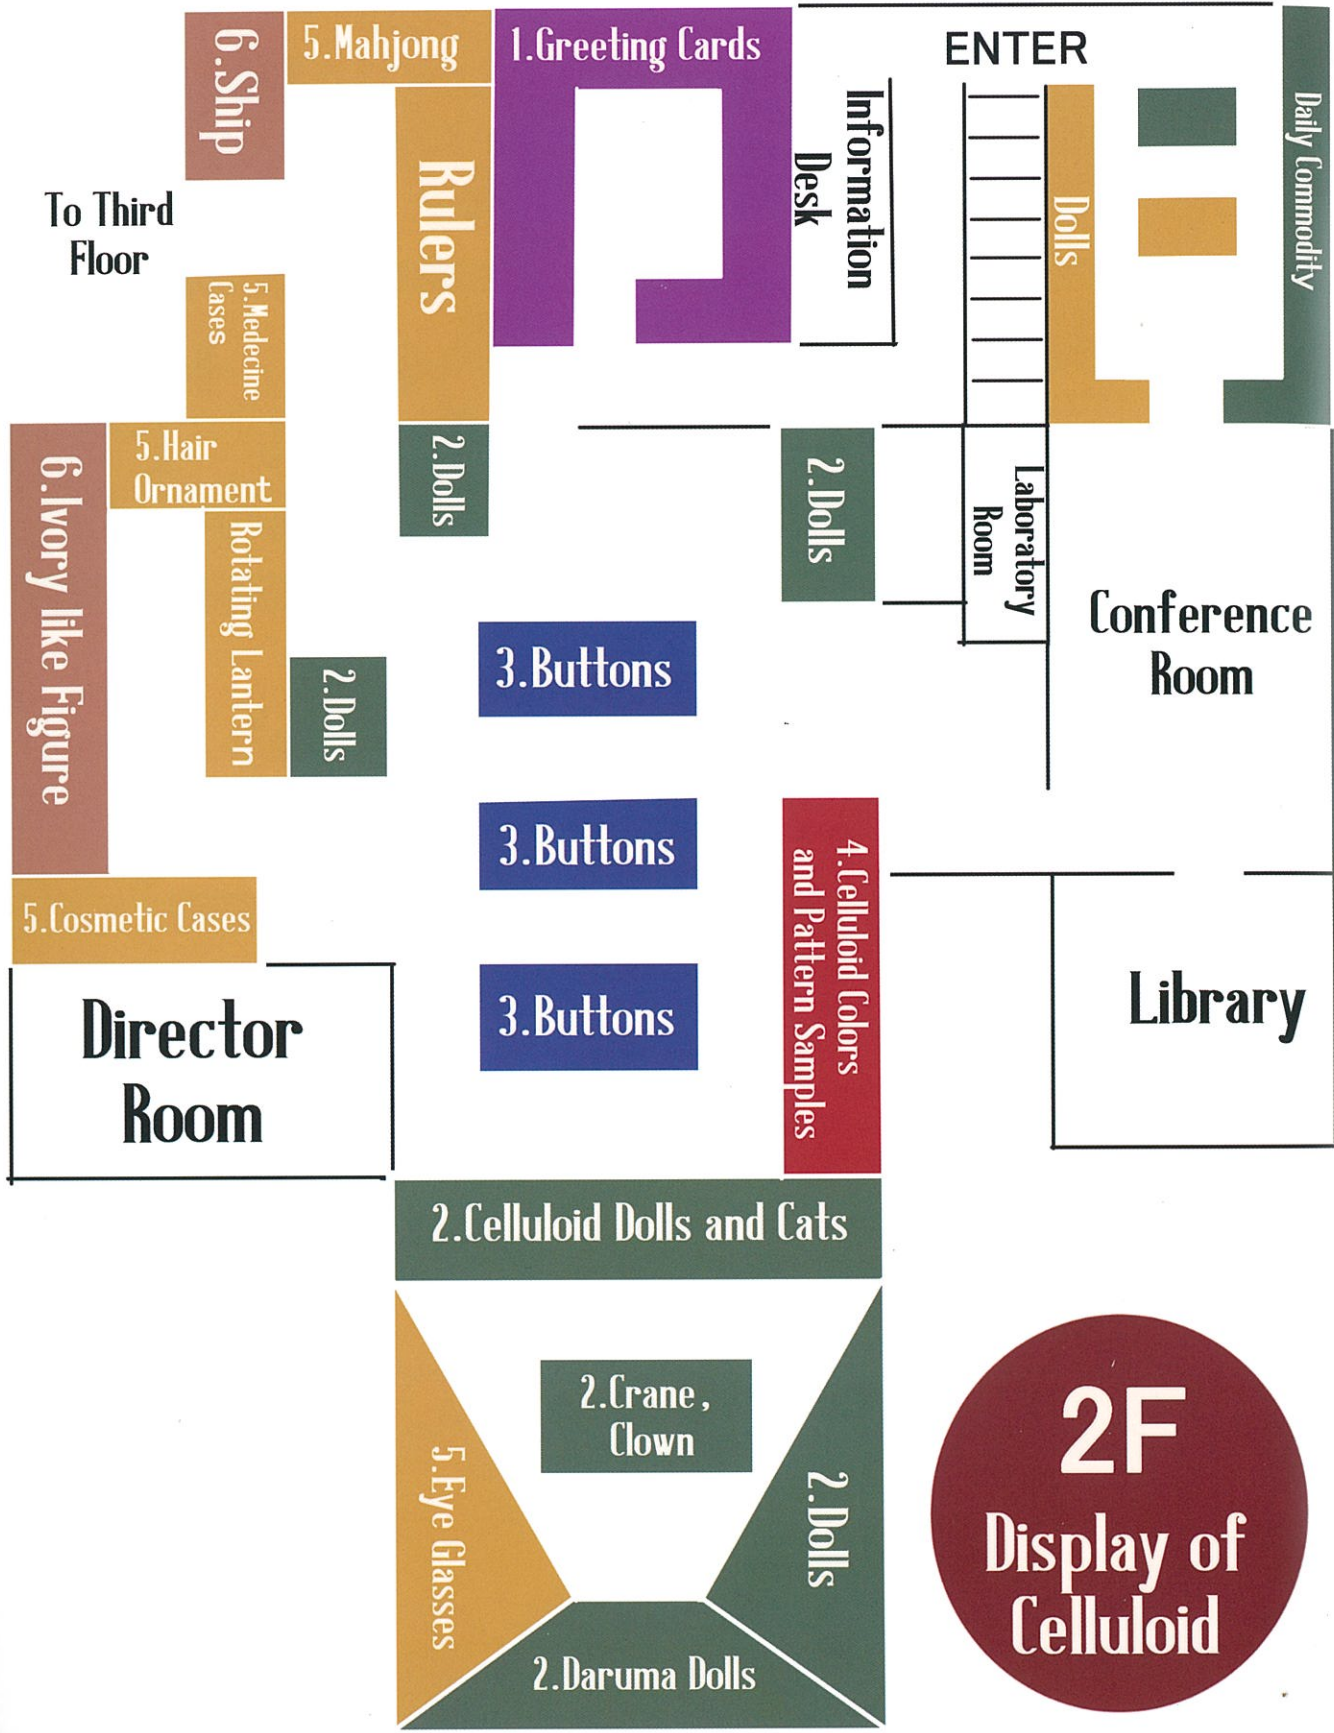 6.Ship
5.Mahjong
1.Greeting Cards
ENTER
Information
Desk
Daily Commodity
Dolls
Rulers
To Third
Floor
5.Medecine
Cases
5.Hair
Ornament
2.Dolls
2.Dolls
Laboratory
Room
Conference
Room
6.Ivory like Figure
Rotating Lantern
2.Dolls
3.Buttons
3.Buttons
4.Celluloid Colors
and Pattern Samples
5.Cosmetic Cases
Director
Room
3.Buttons
Library
2.Celluloid Dolls and Cats
2.Crane,
Clown
5.Eye Glasses
2.Dolls
2.Daruma Dolls
2F
Display of
Celluloid